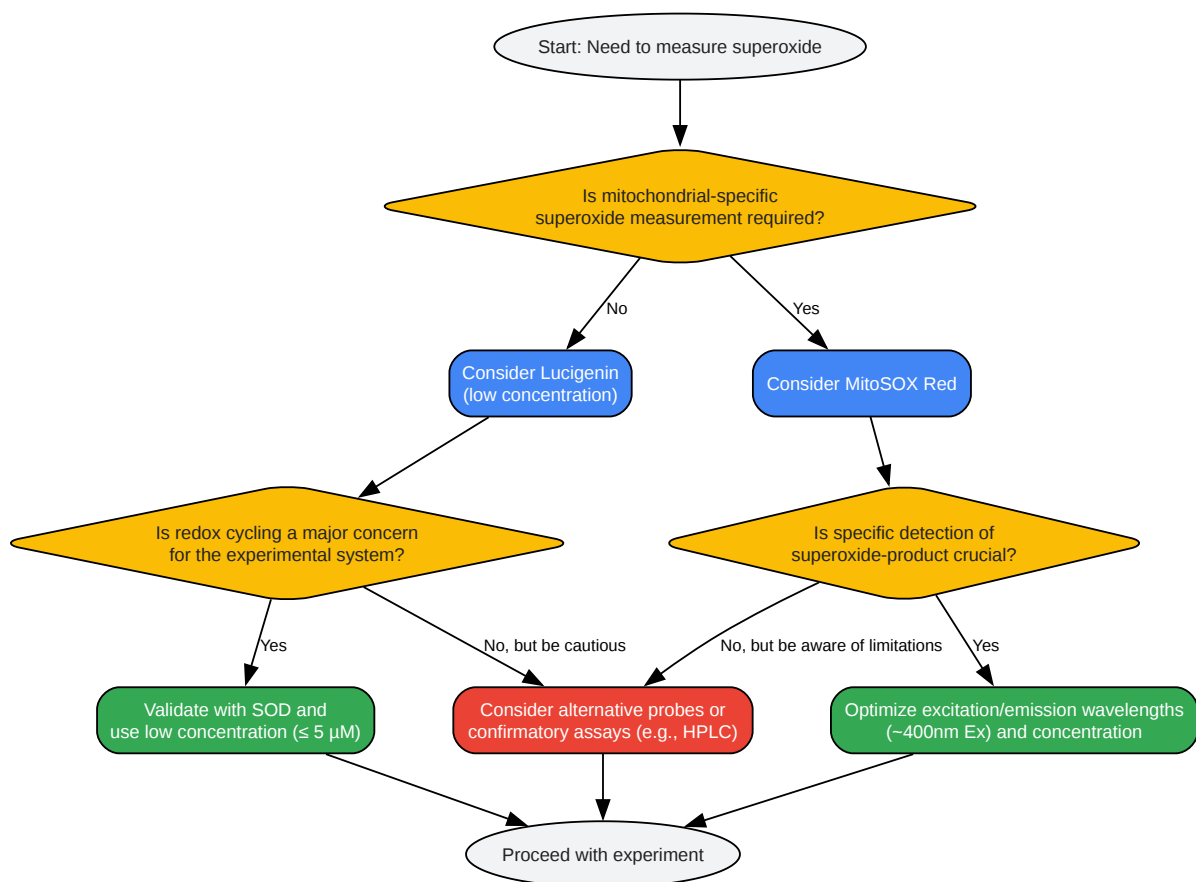 Start: Need to measure superoxide
Is mitochondrial-specific
superoxide measurement required?
No
Yes
Consider Lucigenin
(low concentration)
Consider MitoSOX Red
Is redox cycling a major concern
for the experimental system?
Is specific detection of
superoxide-product crucial?
Yes
No, but be cautious
No, but be aware of limitations
Yes
Validate with SOD and
use low concentration (≤ 5 µM)
Consider alternative probes or
confirmatory assays (e.g., HPLC)
Optimize excitation/emission wavelengths
(~400nm Ex) and concentration
Proceed with experiment